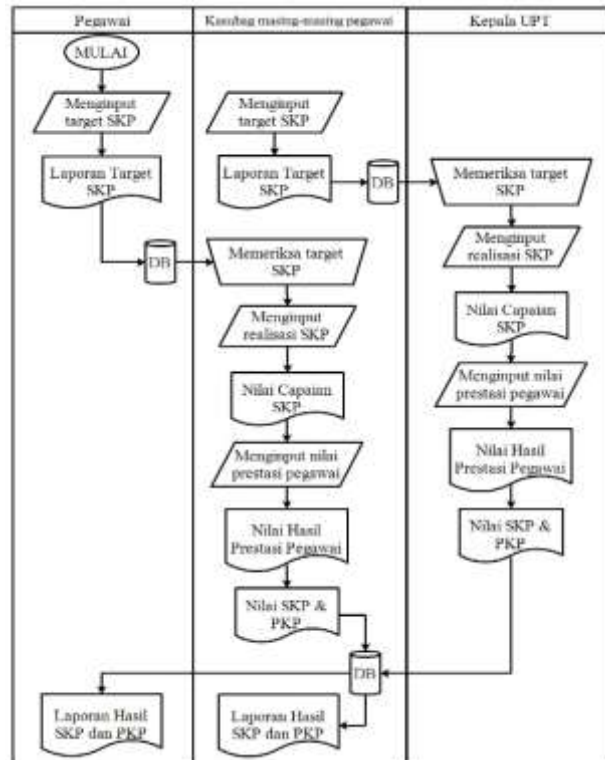 Pegawai
Kasubag masing-masing pegawai
Kepala UPT
MULAI
Menginput
target SKP
Laporan Target
SKP
DB
Menginput
target SKP
Laporan Target
SKP
DB
Memeriksa target
SKP
Menginput
realisasi SKP
Nilai Capaian
SKP
Menginput nilai
prestasi pegawai
Nilai Hasil
Prestasi Pegawai
Nilai SKP &
PKP
Memeriksa target
SKP
Menginput
realisasi SKP
Nilai Capaian
SKP
Menginput nilai
prestasi pegawai
Nilai Hasil
Prestasi Pegawai
Nilai SKP &
PKP
DB
Laporan Hasil
SKP dan PKP
Laporan Hasil
SKP dan PKP